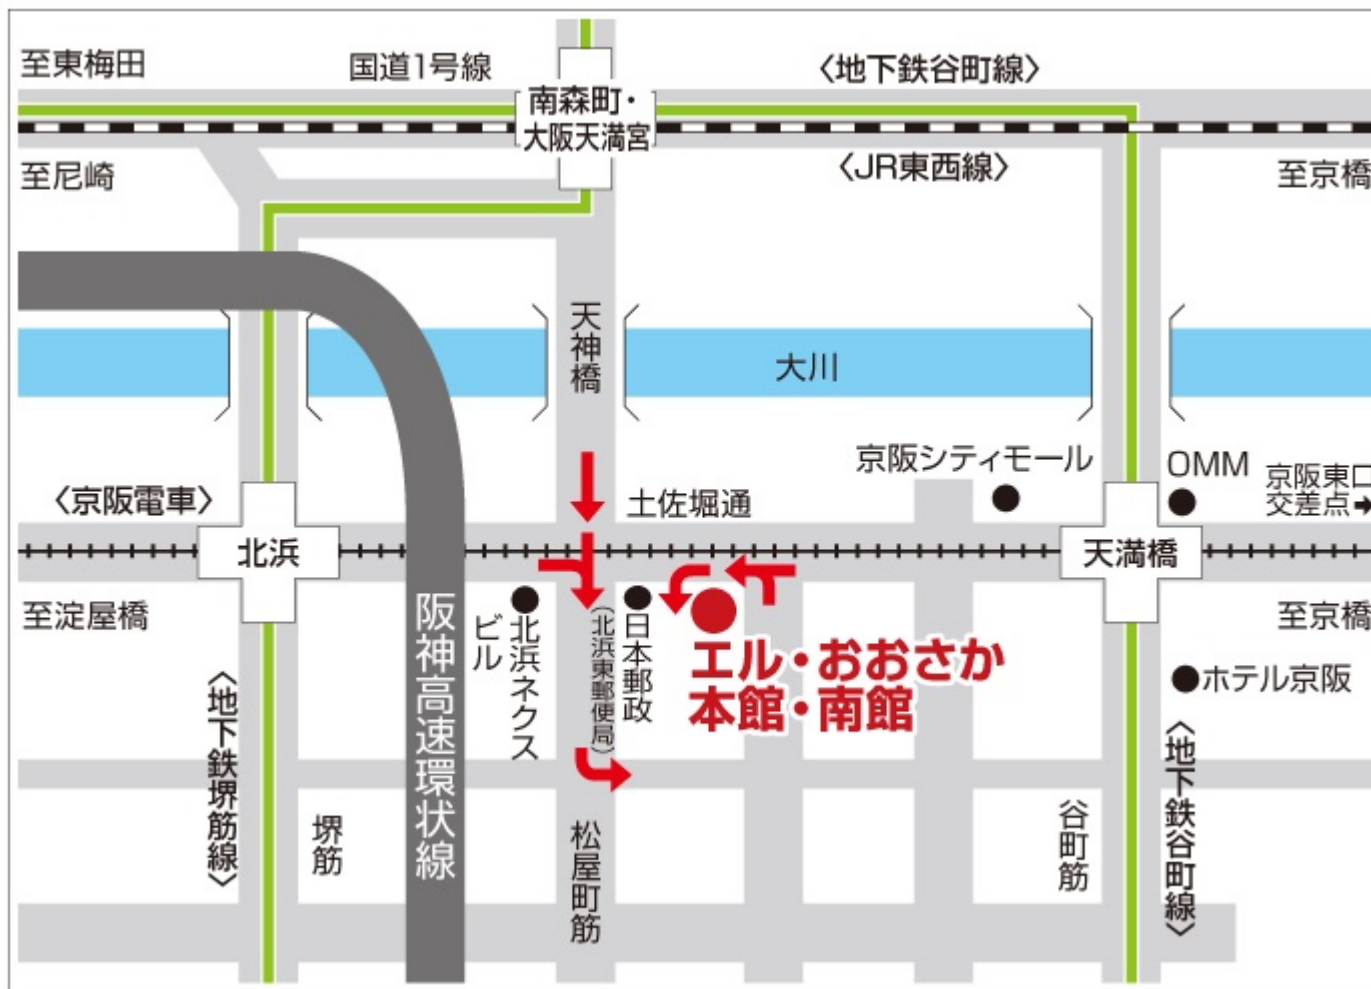 至東梅田
国道1号線
〈地下鉄谷町線〉
南森町・
大阪天満宮
至尼崎
〈JR東西線〉
至京橋
天神橋
大川
京阪シティモール
OMM
京阪東口
交差点➡
〈京阪電車〉
土佐堀通
北浜
天満橋
至淀屋橋
阪神高速環状線
北浜ネクス
ビル
(北浜東郵便局)
日本郵政
エル・おおさか
本館・南館
至京橋
ホテル京阪
〈地下鉄堺筋線〉
堺筋
松屋町筋
谷町筋
〈地下鉄谷町線〉